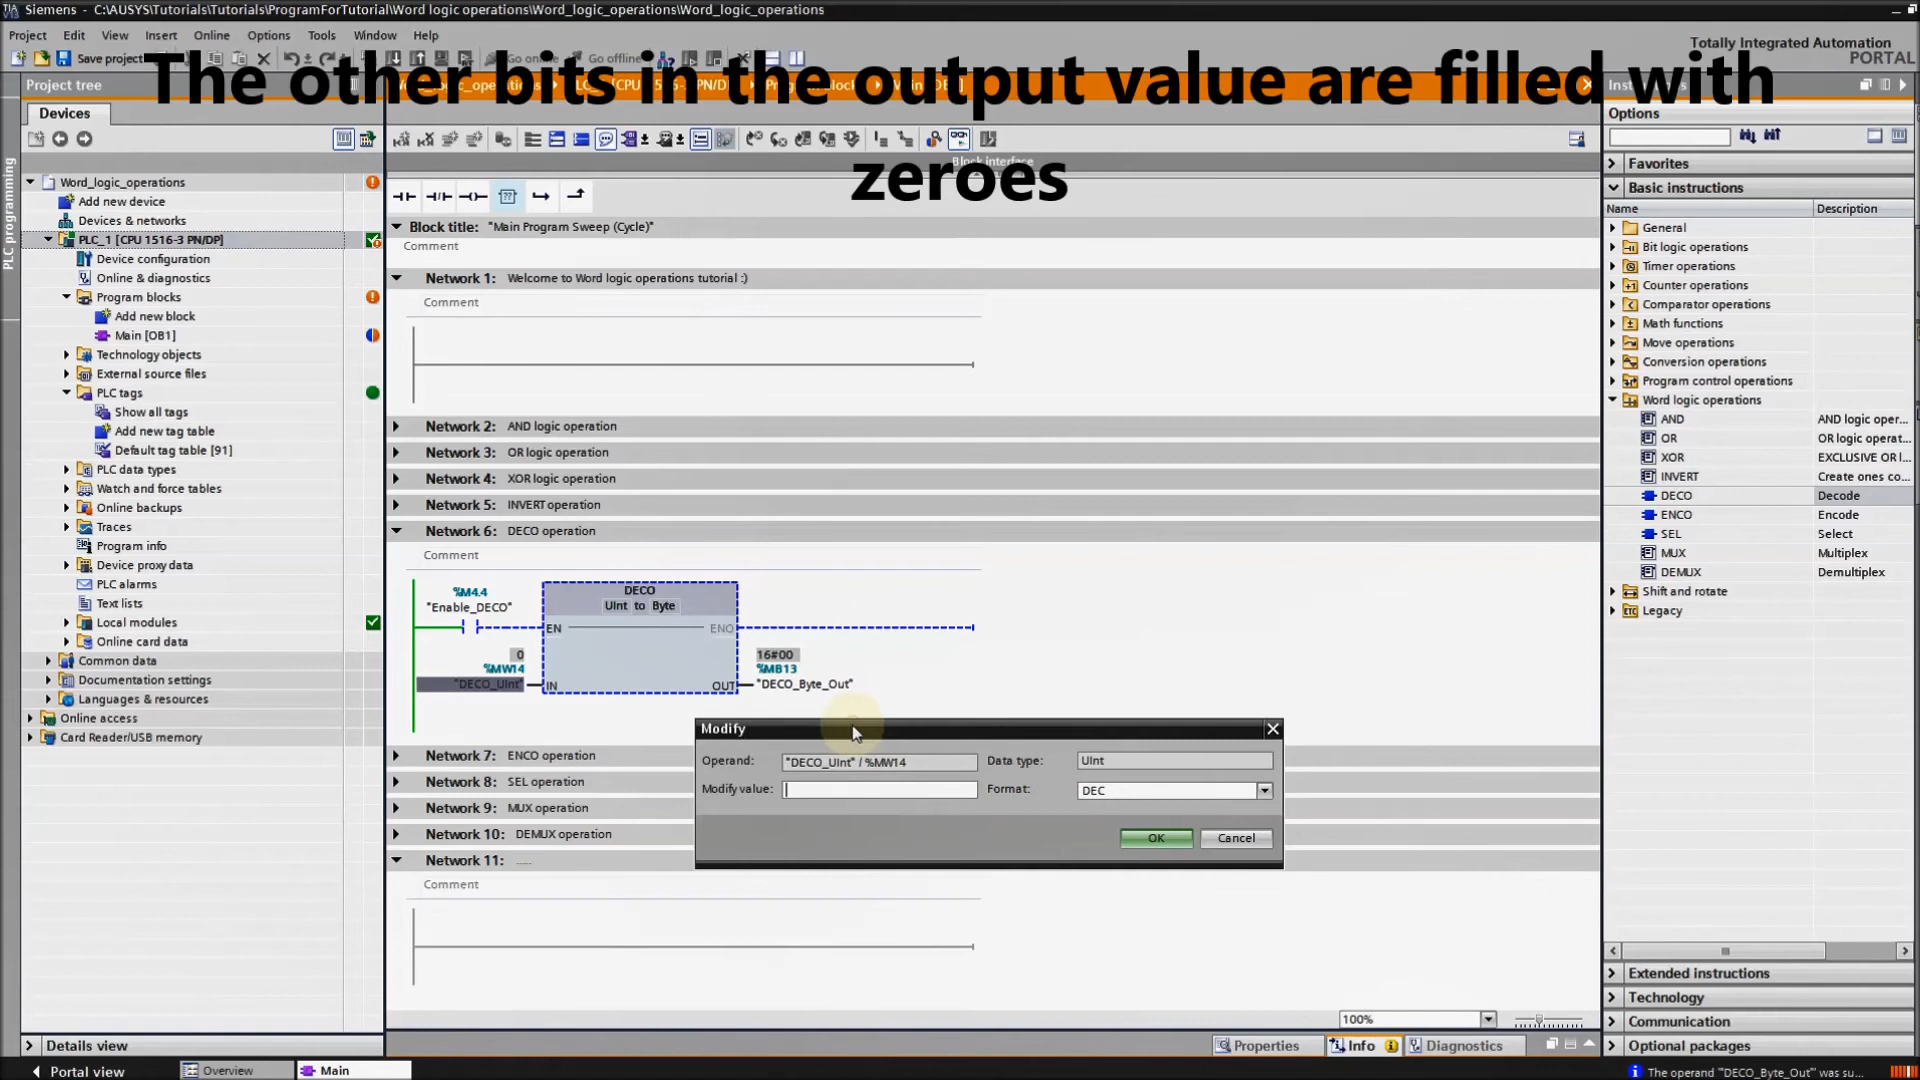 Siemens - C:\AUSYS\Tutorials\Tutorials\ProgramForTutorial\Word logic operations\Word_logic_operations\Word_logic_operations
Project Edit View Insert Online Options Tools Window Help
Totally Integrated Automation
PORTAL
Save project
Go offline
The other bits in the output value are filled with
zeroes
Project tree
Devices
Options
PLC programming
Block interface
Word_logic_operations
Add new device
Devices & networks
PLC_1 [CPU 1516-3 PN/DP]
Device configuration
Online & diagnostics
Program blocks
Add new block
Main [OB1]
Technology objects
External source files
PLC tags
Show all tags
Add new tag table
Default tag table [91]
PLC data types
Watch and force tables
Online backups
Traces
Program info
Device proxy data
PLC alarms
Text lists
Local modules
Online card data
Common data
Documentation settings
Languages & resources
Online access
Card Reader/USB memory
Details view
Block title: "Main Program Sweep (Cycle)"
Comment
Network 1: Welcome to Word logic operations tutorial :)
Comment
Network 2: AND logic operation
Network 3: OR logic operation
Network 4: XOR logic operation
Network 5: INVERT operation
Network 6: DECO operation
Comment
%M4.4
"Enable_DECO"
DECO
UInt to Byte
EN
ENO
0
%MW14
"DECO_UInt"
IN
OUT
16#00
%MB13
"DECO_Byte_Out"
Network 7: ENCO operation
Network 8: SEL operation
Network 9: MUX operation
Network 10: DEMUX operation
Network 11: .....
Comment
Modify
Operand: "DECO_UInt" / %MW14 Data type: UInt
Modify value: Format: DEC
OK Cancel
Favorites
Basic instructions
Name Description
General
Bit logic operations
Timer operations
Counter operations
Comparator operations
Math functions
Move operations
Conversion operations
Program control operations
Word logic operations
AND AND logic oper...
OR OR logic operat...
XOR EXCLUSIVE OR l...
INVERT Create ones co...
DECO Decode
ENCO Encode
SEL Select
MUX Multiplex
DEMUX Demultiplex
Shift and rotate
Legacy
Extended instructions
Technology
Communication
Optional packages
100%
Properties Info Diagnostics
Portal view Overview Main
The operand "DECO_Byte_Out" was su...